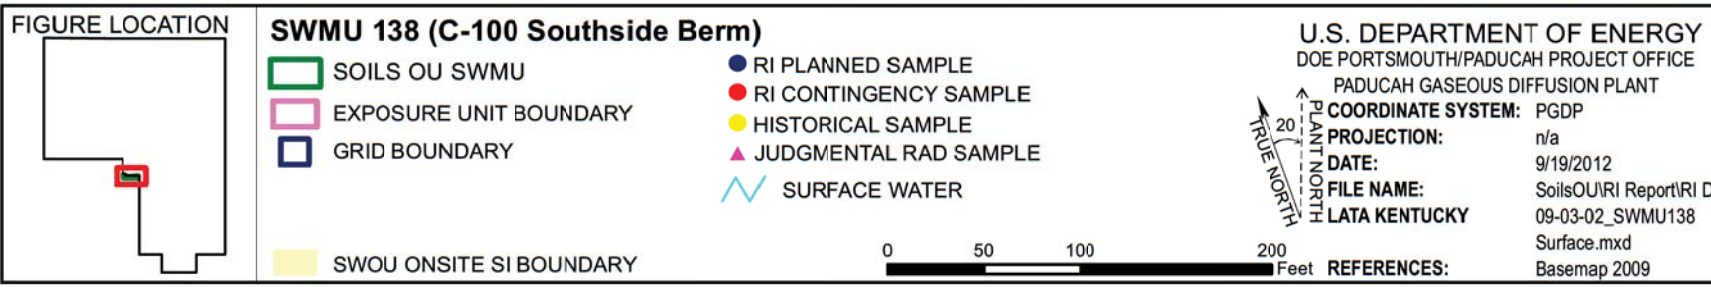 FIGURE LOCATION
SWMU 138 (C-100 Southside Berm)
SOILS OU SWMU
EXPOSURE UNIT BOUNDARY
GRID BOUNDARY
SWOU ONSITE SI BOUNDARY
RI PLANNED SAMPLE
RI CONTINGENCY SAMPLE
HISTORICAL SAMPLE
JUDGMENTAL RAD SAMPLE
SURFACE WATER
0 50 100 200
Feet
TRUE NORTH
20
PLANT NORTH
U.S. DEPARTMENT OF ENERGY
DOE PORTSMOUTH/PADUCAH PROJECT OFFICE
PADUCAH GASEOUS DIFFUSION PLANT
COORDINATE SYSTEM: PGDP
PROJECTION: n/a
DATE: 9/19/2012
FILE NAME: SoilsOU\RI Report\RI D
LATA KENTUCKY 09-03-02_SWMU138
Surface.mxd
REFERENCES: Basemap 2009